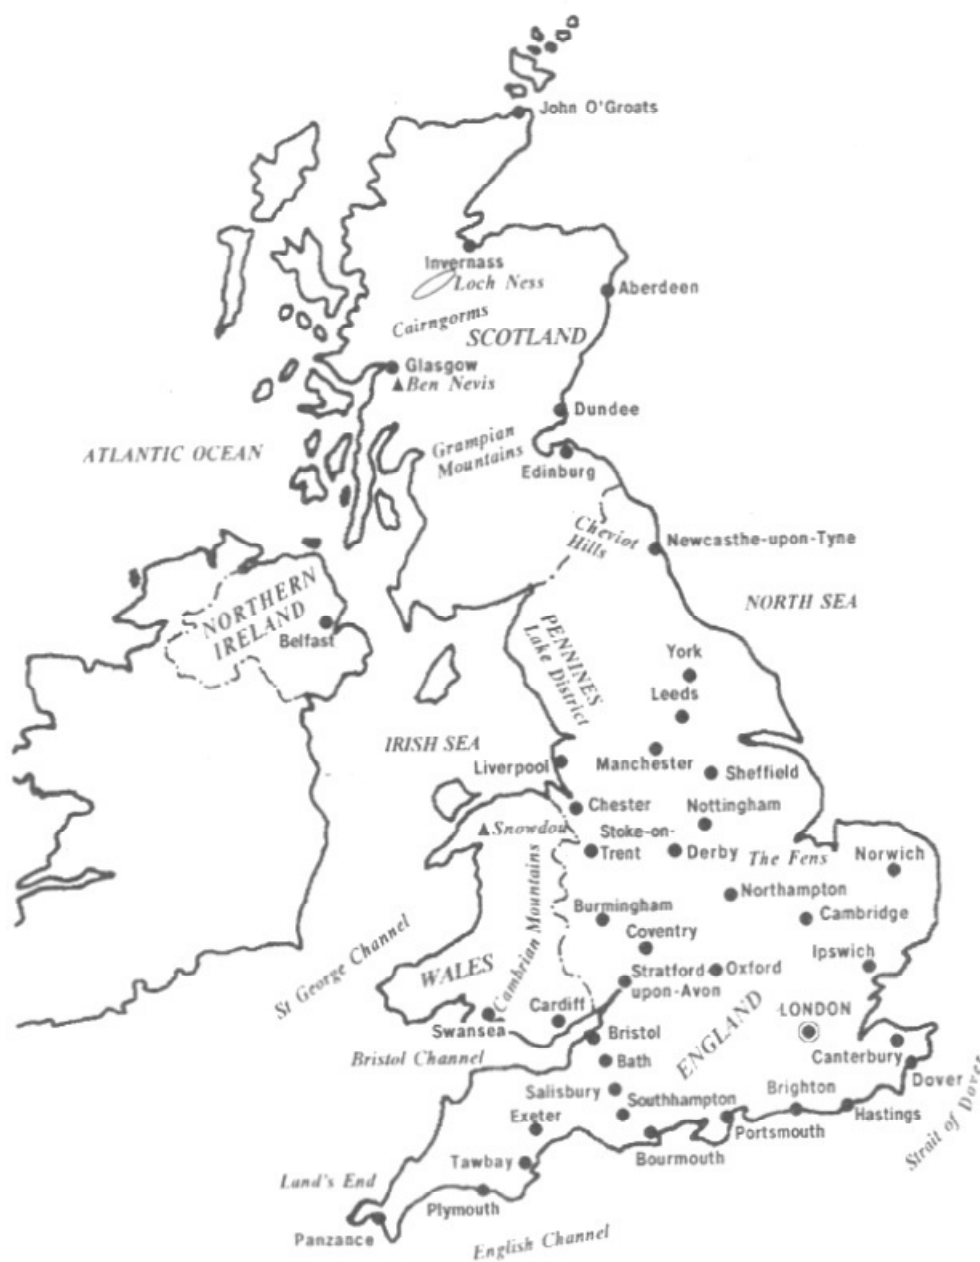 John O'Groats
Invernass
Loch Ness
Aberdeen
Cairngorms
SCOTLAND
Glasgow
Ben Nevis
Dundee
ATLANTIC OCEAN
Grampian
Mountains
Edinburg
Cheviot
Hills
Newcasthe-upon-Tyne
NORTHERN
IRELAND
Belfast
NORTH SEA
PENNINES
Lake District
York
Leeds
IRISH SEA
Liverpool
Manchester
Sheffield
Chester
Nottingham
Snowdou
Stoke-on-
Trent
Derby
The Fens
Norwich
Cambrian Mountains
Northampton
Burmingham
Cambridge
Coventry
St George Channel
WALES
Ipswich
Stratford
upon-Avon
Oxford
ENGLAND
LONDON
Swansea
Cardiff
Bristol
Bristol Channel
Bath
Canterbury
Dover
Strait of Dover
Salisbury
Southhampton
Brighton
Hastings
Exeter
Portsmouth
Bourmouth
Tawbay
Land's End
Plymouth
Panzance
English Channel